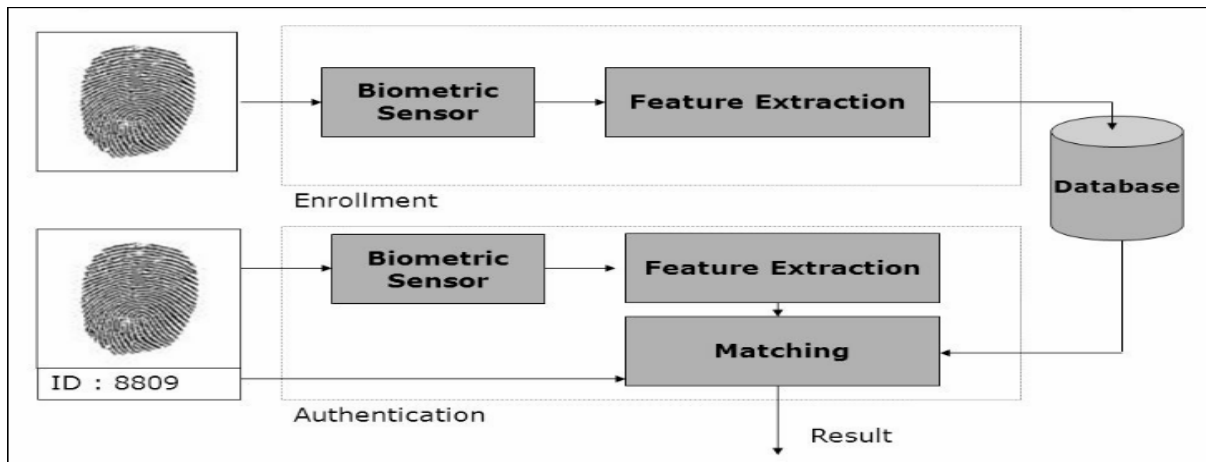 Biometric
Sensor
Feature Extraction
Database
Enrollment
Biometric
Sensor
Feature Extraction
Matching
ID : 8809
Authentication
Result